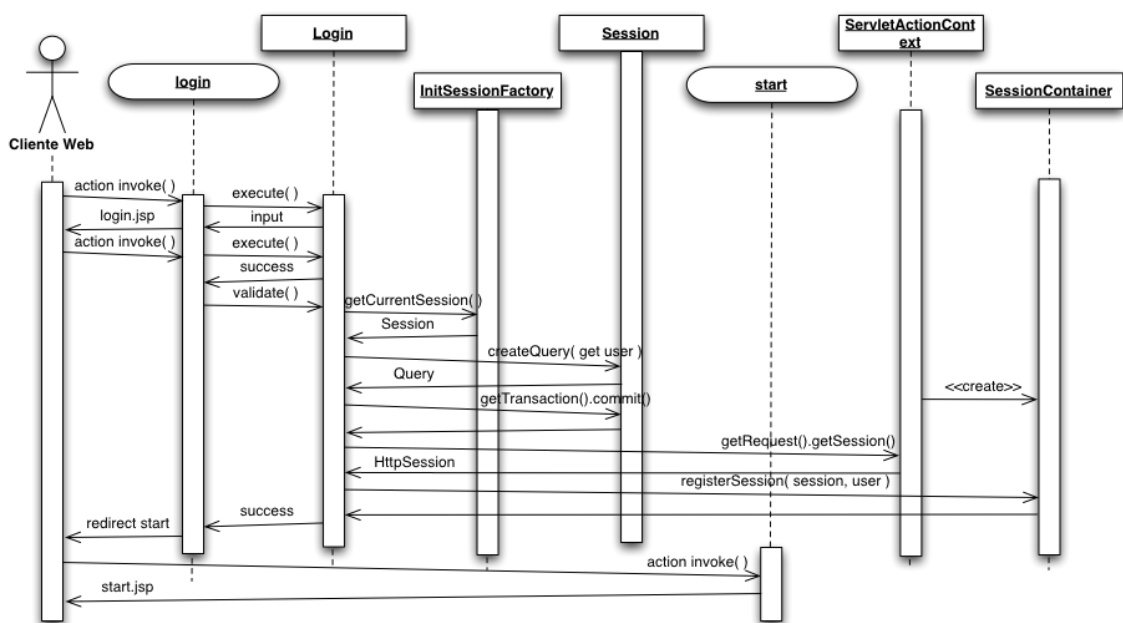 Login
Session
ServletActionCont
ext
login
InitSessionFactory
start
SessionContainer
Cliente Web
action invoke( )
execute( )
login.jsp
input
action invoke( )
execute( )
success
validate( )
getCurrentSession()
Session
createQuery( get user )
Query
<<create>>
getTransaction().commit()
getRequest().getSession()
HttpSession
registerSession( session, user )
success
redirect start
action invoke( )
start.jsp